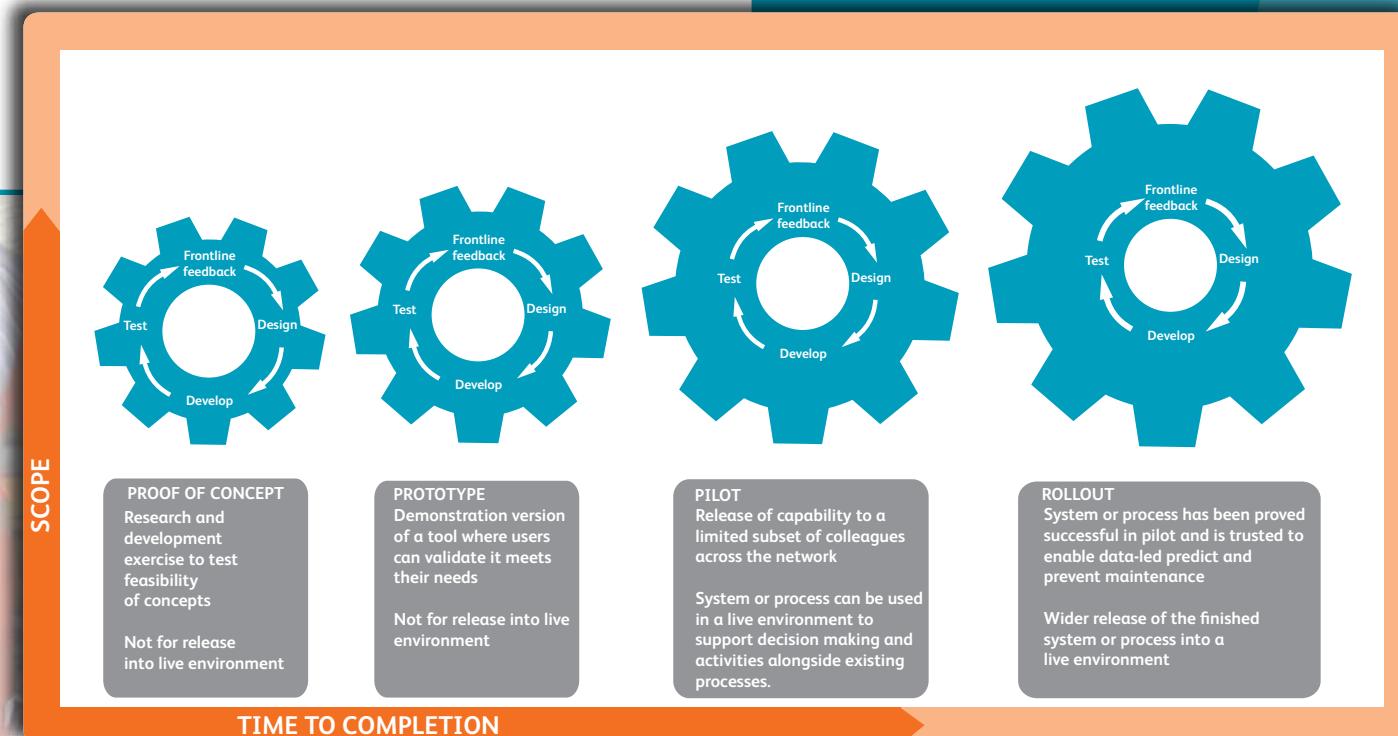 Frontline
feedback
Test
Design
Develop
Frontline
feedback
Test
Design
Develop
Frontline
feedback
Test
Design
Develop
Frontline
feedback
Test
Design
Develop
SCOPE
PROOF OF CONCEPT
Research and
development
exercise to test
feasibility
of concepts
Not for release
into live environment
PROTOTYPE
Demonstration version
of a tool where users
can validate it meets
their needs
Not for release into live
environment
PILOT
Release of capability to a
limited subset of colleagues
across the network
System or process can be used
in a live environment to
support decision making and
activities alongside existing
processes.
ROLLOUT
System or process has been proved
successful in pilot and is trusted to
enable data-led predict and
prevent maintenance
Wider release of the finished
system or process into a
live environment
TIME TO COMPLETION